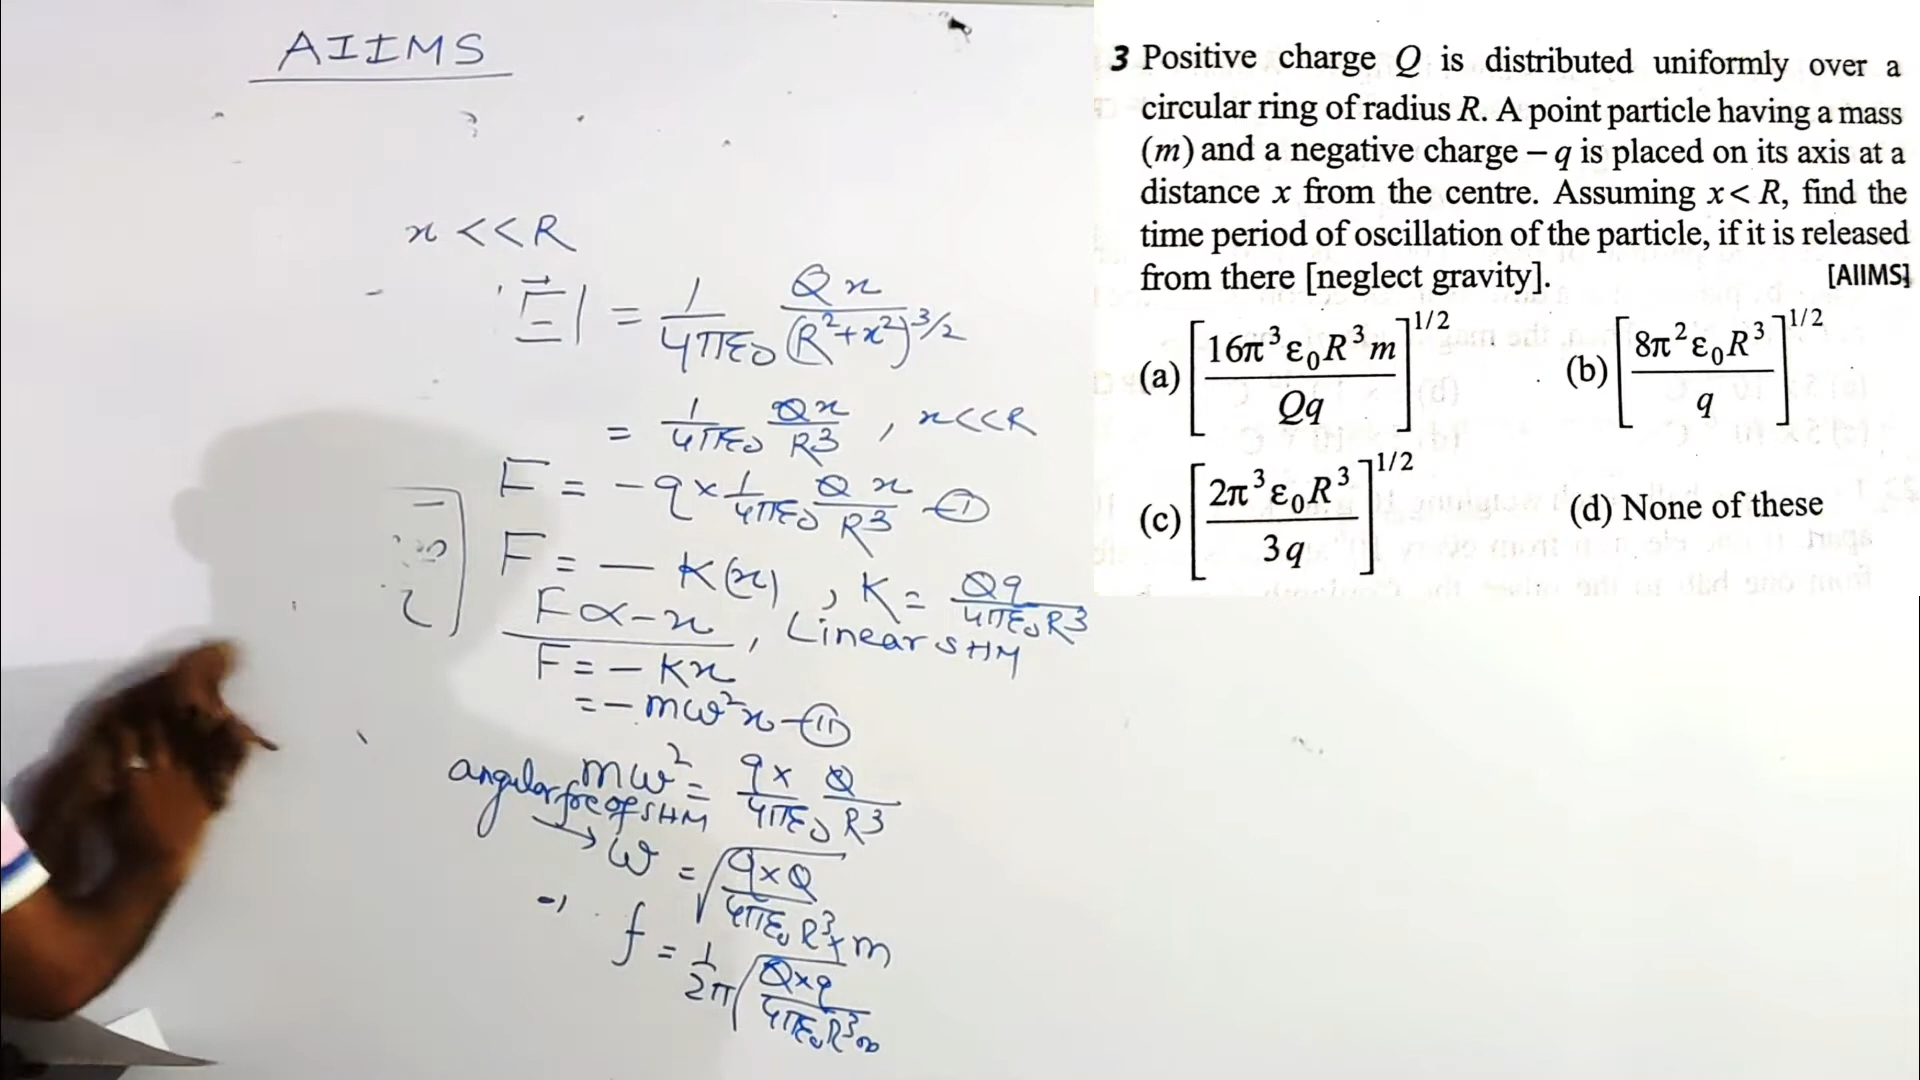 AIIMS
x << R
|E⃗| = 1/4πε₀ Qx/(R²+x²)^3/2
= 1/4πε₀ Qx/R³ , x<<R
F = -q × 1/4πε₀ Q x/R³ —(I)
F = - K(x) , K = Qq/4πε₀R³
F ∝ -x , Linear SHM
F = - Kx
= - mω²x —(II)
mω² = q×/4πε₀ Q/R³
angular fre of SHM
→ ω = √(q×Q/4πε₀R³×m)
f = 1/2π √(Q×q/4πε₀R³m)
3 Positive charge Q is distributed uniformly over a
circular ring of radius R. A point particle having a mass
(m) and a negative charge – q is placed on its axis at a
distance x from the centre. Assuming x < R, find the
time period of oscillation of the particle, if it is released
from there [neglect gravity]. [AIIMS]
(a) [16π³ε₀R³m/Qq]^1/2 (b) [8π²ε₀R³/q]^1/2
(c) [2π³ε₀R³/3q]^1/2 (d) None of these